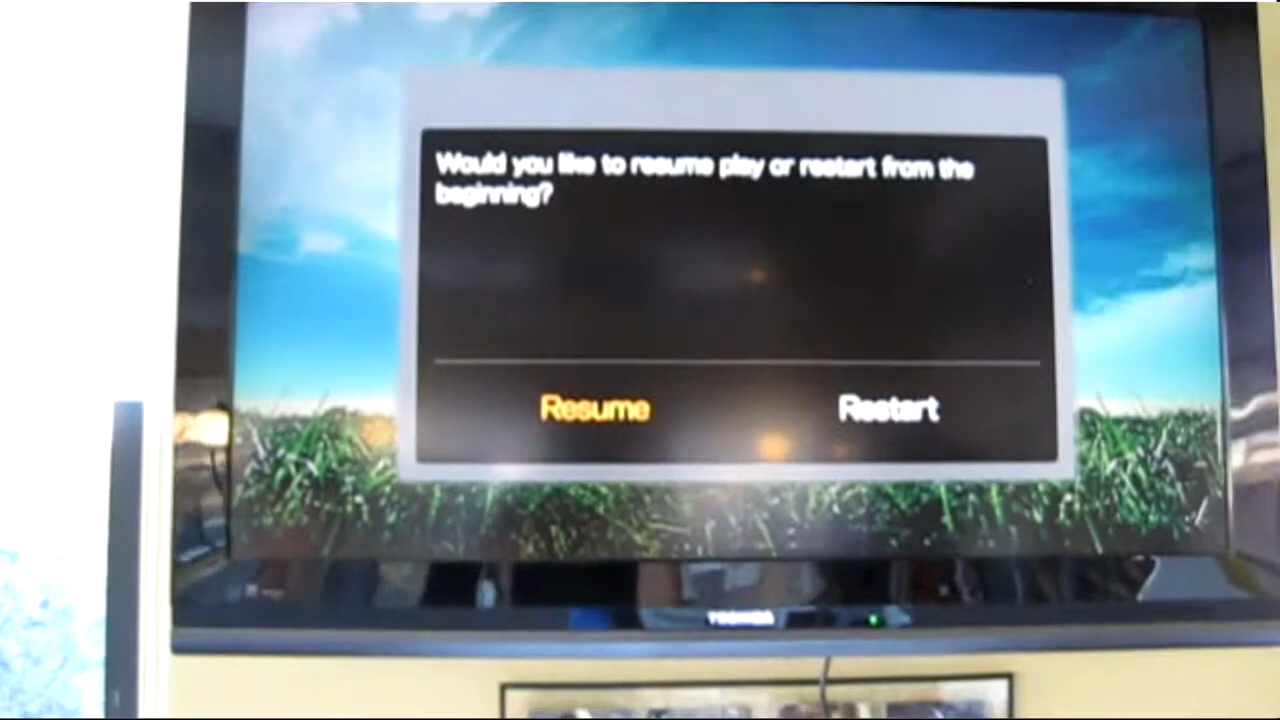 Would you like to resume play or restart from the
beginning?
Resume Restart
TOSHIBA